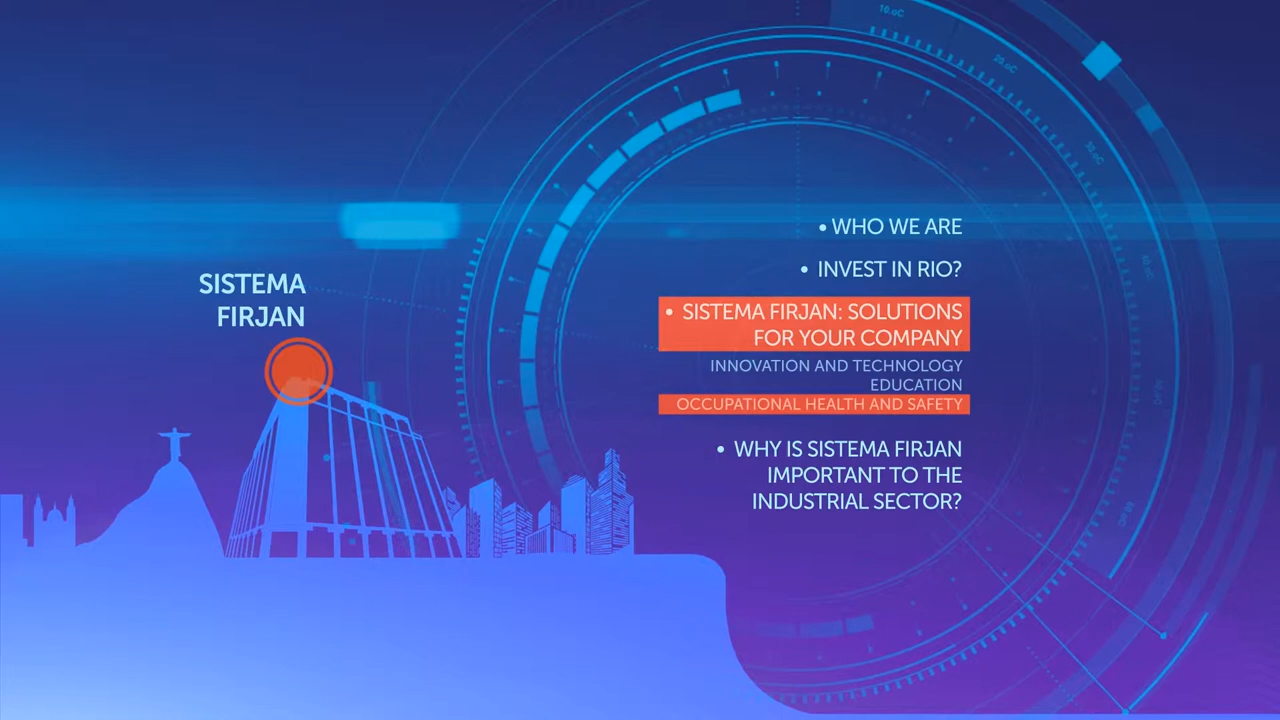 SISTEMA
FIRJAN
• WHO WE ARE
• INVEST IN RIO?
• SISTEMA FIRJAN: SOLUTIONS
FOR YOUR COMPANY
INNOVATION AND TECHNOLOGY
EDUCATION
OCCUPATIONAL HEALTH AND SAFETY
• WHY IS SISTEMA FIRJAN
IMPORTANT TO THE
INDUSTRIAL SECTOR?